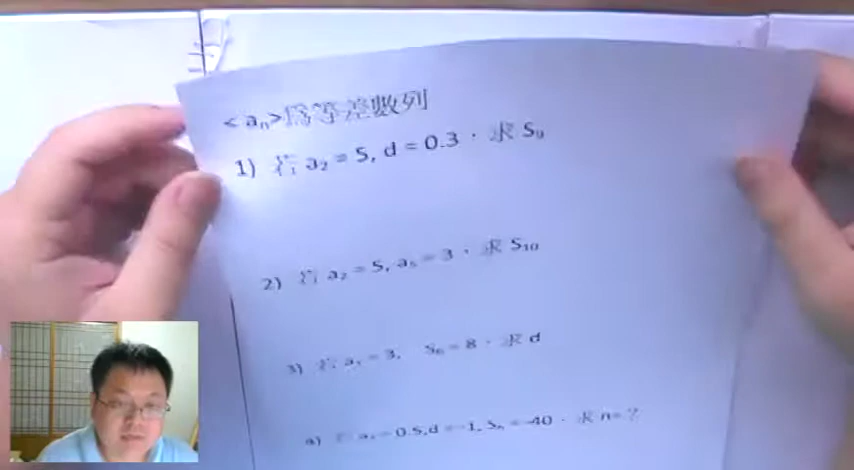 <aₙ>為等差數列
1) 若 a₂ = 5, d = 0.3，求 S₉
2) 若 a₂ = 5, a₅ = 3，求 S₁₀
3) 若 a₁ = 3, S₆ = 8，求 d
4) 若 a₁ = 0.5, d = -1, Sₙ = -40，求 n = ?